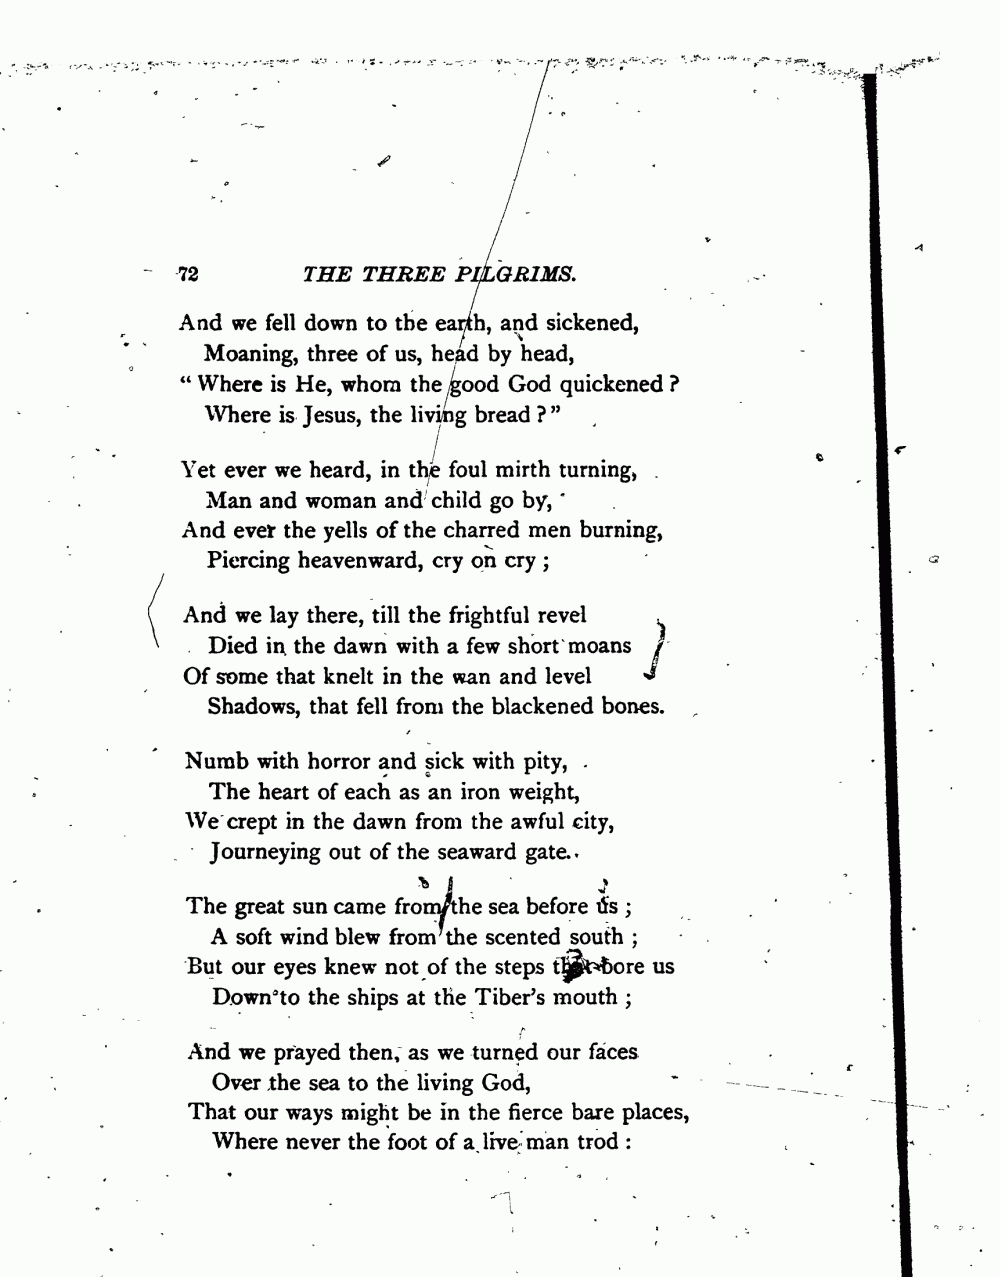 72 THE THREE PILGRIMS.
And we fell down to the earth, and sickened,
Moaning, three of us, head by head,
“Where is He, whom the good God quickened?
Where is Jesus, the living bread?”
Yet ever we heard, in the foul mirth turning,
Man and woman and child go by,
And ever the yells of the charred men burning,
Piercing heavenward, cry on cry;
And we lay there, till the frightful revel
Died in the dawn with a few short moans
Of some that knelt in the wan and level
Shadows, that fell from the blackened bones.
Numb with horror and sick with pity,
The heart of each as an iron weight,
We crept in the dawn from the awful city,
Journeying out of the seaward gate.
The great sun came from the sea before us;
A soft wind blew from the scented south;
But our eyes knew not of the steps that bore us
Down to the ships at the Tiber's mouth;
And we prayed then, as we turned our faces
Over the sea to the living God,
That our ways might be in the fierce bare places,
Where never the foot of a live man trod: